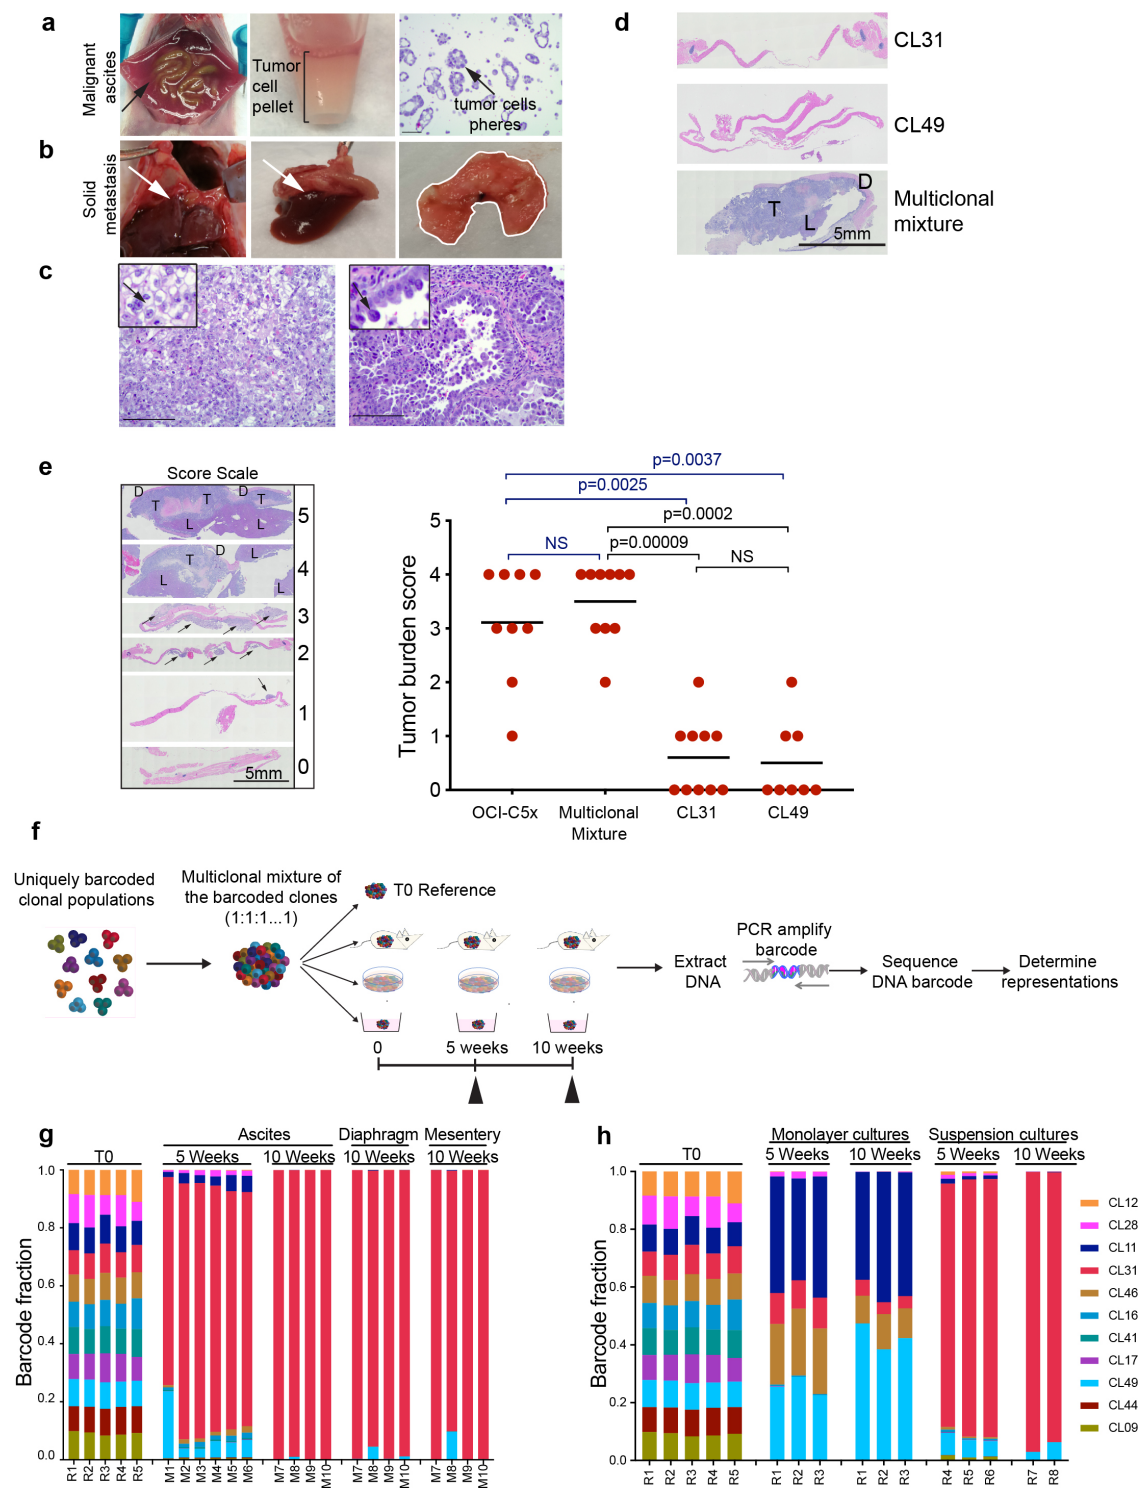 a
Malignant
ascites
Tumor
cell
pellet
tumor cells
pheres
b
Solid
metastasis
c
d
CL31
CL49
D
T
L
5mm
Multiclonal
mixture
e
Score Scale
D
T
T
D
T
L
L
5
D
L
T
L
L
4
3
2
1
0
5mm
p=0.0037
p=0.0025
p=0.0002
NS
p=0.00009
NS
Tumor burden score
5
4
3
2
1
0
OCI-C5x
Multiclonal
Mixture
CL31
CL49
f
Uniquely barcoded
clonal populations
Multiclonal mixture of
the barcoded clones
(1:1:1...1)
T0 Reference
0
5 weeks
10 weeks
Extract
DNA
PCR amplify
barcode
Sequence
DNA barcode
Determine
representations
g
T0
Ascites
5 Weeks
10 Weeks
Diaphragm
10 Weeks
Mesentery
10 Weeks
Barcode fraction
1.0
0.8
0.6
0.4
0.2
0.0
R1 R2 R3 R4 R5
M1 M2 M3 M4 M5 M6
M7 M8 M9 M10
M7 M8 M9 M10
M7 M8 M9 M10
h
T0
Monolayer cultures
5 Weeks
10 Weeks
Suspension cultures
5 Weeks
10 Weeks
Barcode fraction
1.0
0.8
0.6
0.4
0.2
0.0
R1 R2 R3 R4 R5
R1 R2 R3
R1 R2 R3
R4 R5 R6
R7 R8
CL12
CL28
CL11
CL31
CL46
CL16
CL41
CL17
CL49
CL44
CL09